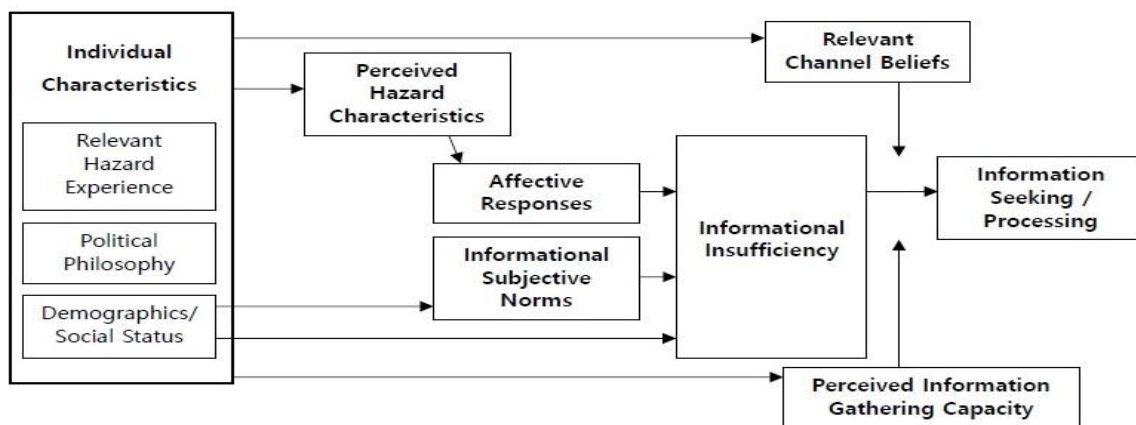 Individual
Characteristics
Relevant
Hazard
Experience
Political
Philosophy
Demographics/
Social Status
Perceived
Hazard
Characteristics
Affective
Responses
Informational
Subjective
Norms
Informational
Insufficiency
Relevant
Channel Beliefs
Information
Seeking /
Processing
Perceived Information
Gathering Capacity